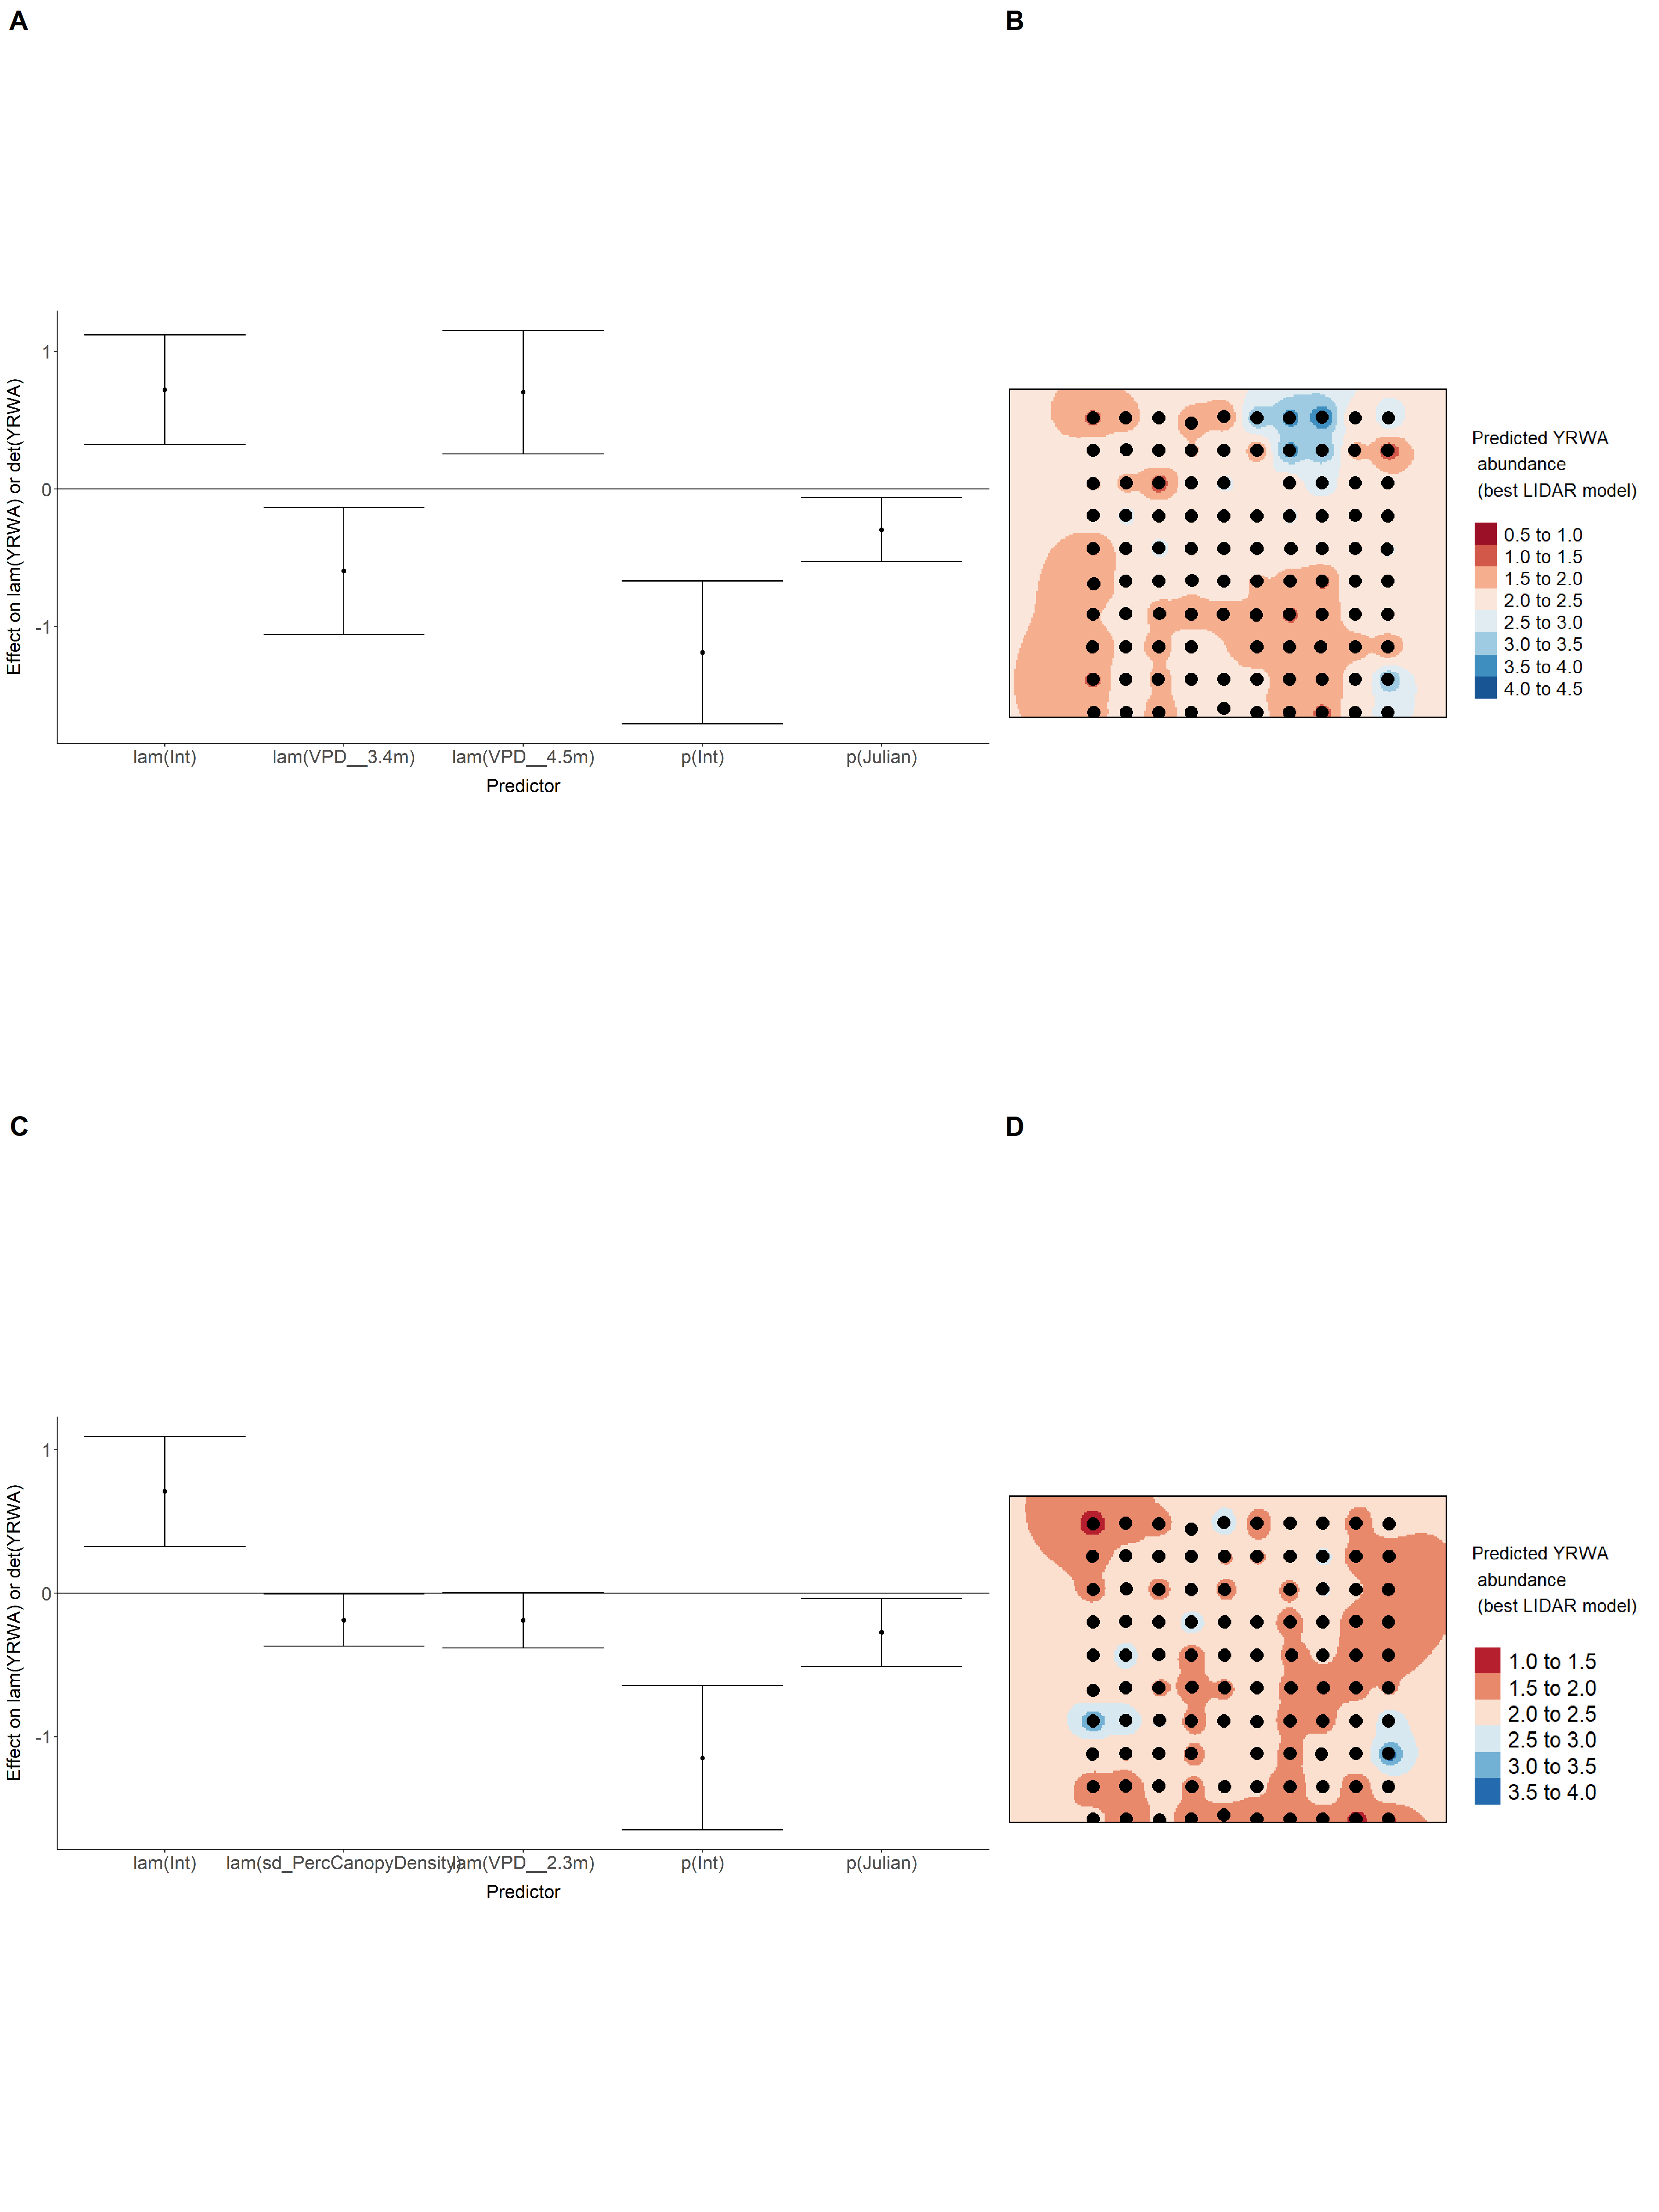 A
B
Effect on lam(YRWA) or det(YRWA)
1
0
-1
lam(Int)
lam(VPD__3.4m)
lam(VPD__4.5m)
p(Int)
p(Julian)
Predictor
Predicted YRWA
abundance
(best LIDAR model)
0.5 to 1.0
1.0 to 1.5
1.5 to 2.0
2.0 to 2.5
2.5 to 3.0
3.0 to 3.5
3.5 to 4.0
4.0 to 4.5
C
D
Effect on lam(YRWA) or det(YRWA)
1
0
-1
lam(Int)
lam(sd_PercCanopyDensity)
lam(VPD__2.3m)
p(Int)
p(Julian)
Predictor
Predicted YRWA
abundance
(best LIDAR model)
1.0 to 1.5
1.5 to 2.0
2.0 to 2.5
2.5 to 3.0
3.0 to 3.5
3.5 to 4.0